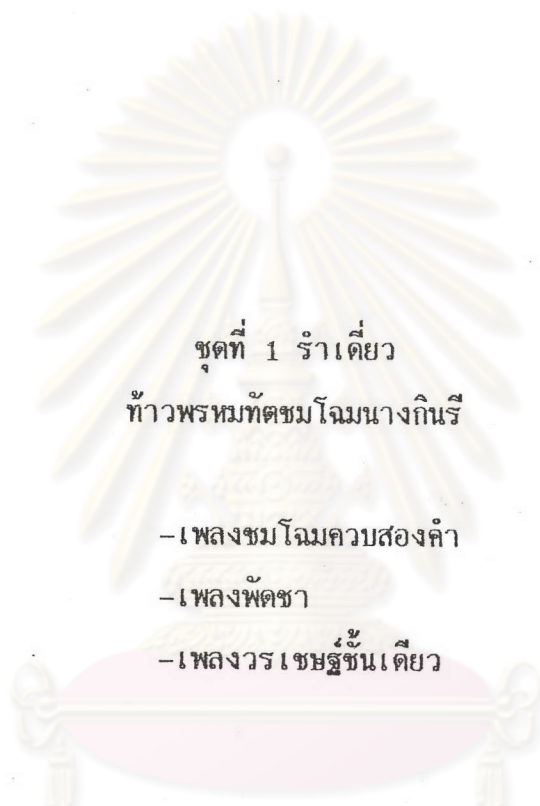 ชุดที่ 1 รำเดี่ยว
ท้าวพรหมทัตชมโฉมนางกินรี
-เพลงชมโฉมควบสองคำ
-เพลงพัดชา
-เพลงวรเชษฐ์ชั้นเดียว